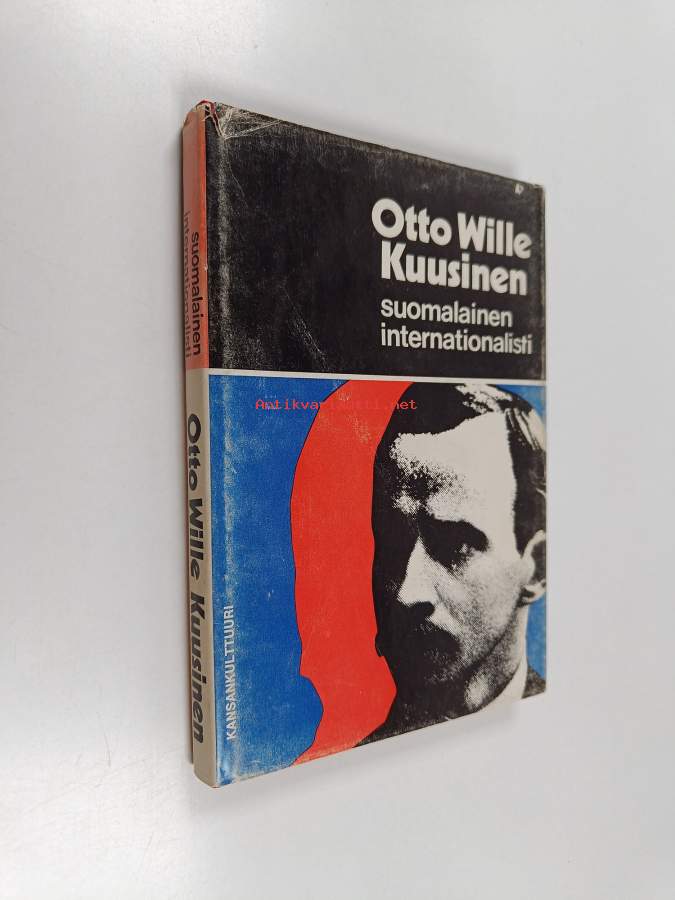 Otto Wille
Kuusinen
suomalainen
internationalisti
Antikvariaatti.net
KANSANKULTTUURI
suomalainen
internationalisti
Otto Wille Kuusinen